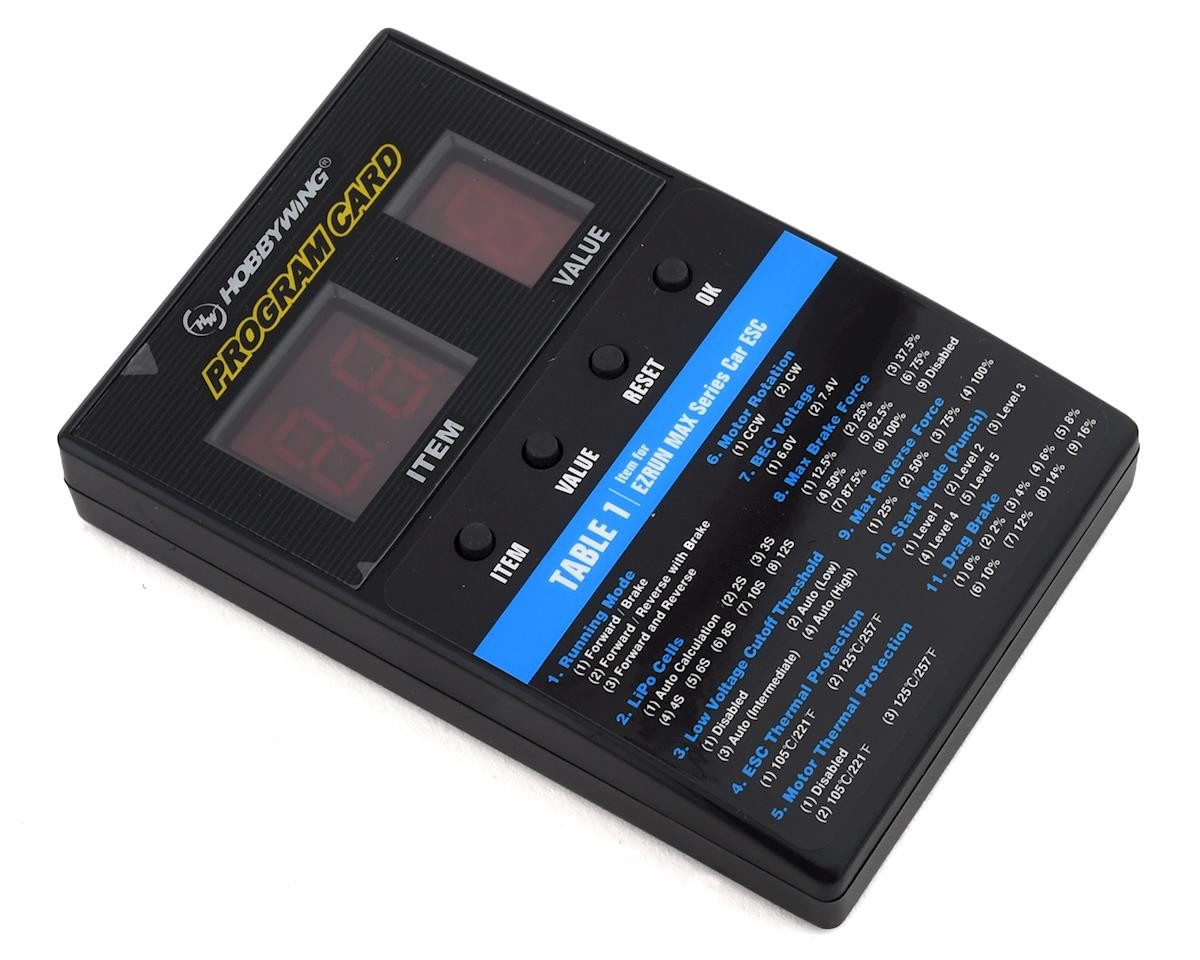 HOBBYWING®
PROGRAM CARD
ITEM
VALUE
ITEM
VALUE
RESET
OK
TABLE 1
Item for
EZRUN MAX Series Car ESC
1. Running Mode
(1) Forward / Brake
(2) Forward / Reverse with Brake
(3) Forward and Reverse
2. LiPo Cells
(1) Auto Calculation (2) 2S (3) 3S
(4) 4S (5) 6S (6) 8S (7) 10S (8) 12S
3. Low Voltage Cutoff Threshold
(1) Disabled (2) Auto (Low)
(3) Auto (Intermediate) (4) Auto (High)
4. ESC Thermal Protection
(1) 105℃/221℉ (2) 125℃/257℉
5. Motor Thermal Protection
(1) Disabled
(2) 105℃/221℉ (3) 125℃/257℉
6. Motor Rotation
(1) CCW (2) CW
7. BEC Voltage
(1) 6.0V (2) 7.4V
8. Max Brake Force
(1) 12.5% (2) 25% (3) 37.5%
(4) 50% (5) 62.5% (6) 75%
(7) 87.5% (8) 100% (9) Disabled
9. Max Reverse Force
(1) 25% (2) 50% (3) 75% (4) 100%
10. Start Mode (Punch)
(1) Level 1 (2) Level 2 (3) Level 3
(4) Level 4 (5) Level 5
11. Drag Brake
(1) 0% (2) 2% (3) 4% (4) 6% (5) 8%
(6) 10% (7) 12% (8) 14% (9) 16%